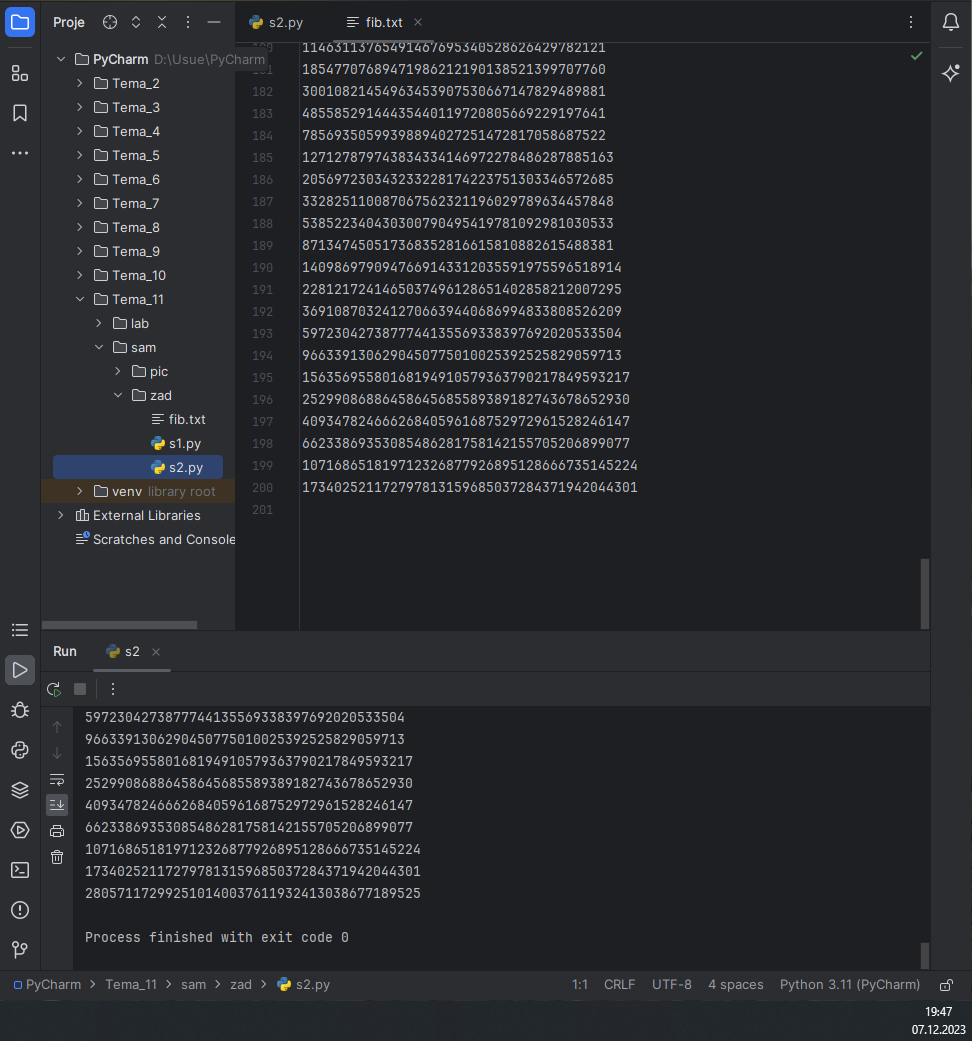 Proje
s2.py
fib.txt
PyCharm D:\Usue\PyCharm
Tema_2
Tema_3
Tema_4
Tema_5
Tema_6
Tema_7
Tema_8
Tema_9
Tema_10
Tema_11
lab
sam
pic
zad
fib.txt
s1.py
s2.py
venv library root
External Libraries
Scratches and Console
180 114631137654914676953405286264297821​21
181 18547707689471986212190138521399707760
182 30010821454963453907530667147829489881
183 48558529144435440119720805669229197641
184 78569350599398894027251472817058687522
185 127127879743834334146972278486287885163
186 205697230343233228174223751303346572685
187 332825110087067562321196029789634457848
188 538522340430300790495419781092981030533
189 871347450517368352816615810882615488381
190 1409869790947669143312035591975596518914
191 2281217241465037496128651402858212007295
192 3691087032412706639440686994833808526209
193 5972304273877744135569338397692020533504
194 9663391306290450775010025392525829059713
195 15635695580168194910579363790217849593217
196 25299086886458645685589389182743678652930
197 40934782466626840596168752972961528246147
198 66233869353085486281758142155705206899077
199 107168651819712326877926895128666735145224
200 173402521172797813159685037284371942044301
201
Run
s2
5972304273877744135569338397692020533504
9663391306290450775010025392525829059713
15635695580168194910579363790217849593217
25299086886458645685589389182743678652930
40934782466626840596168752972961528246147
66233869353085486281758142155705206899077
107168651819712326877926895128666735145224
173402521172797813159685037284371942044301
280571172992510140037611932413038677189525
Process finished with exit code 0
PyCharm > Tema_11 > sam > zad > s2.py
1:1 CRLF UTF-8 4 spaces Python 3.11 (PyCharm)
19:47
07.12.2023